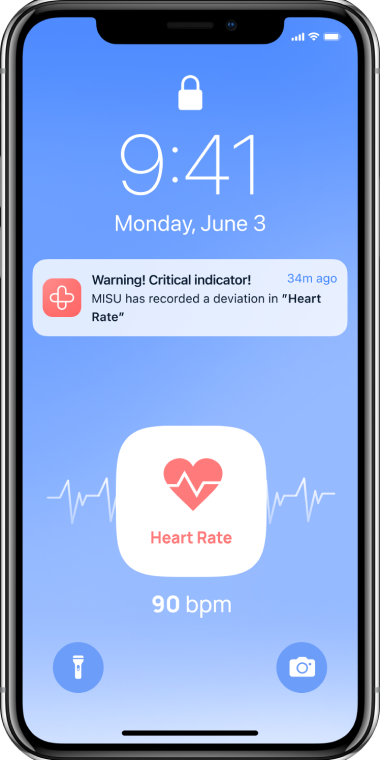 9:41
Monday, June 3
Warning! Critical indicator! 34m ago
MISU has recorded a deviation in "Heart
Rate"
Heart Rate
90 bpm